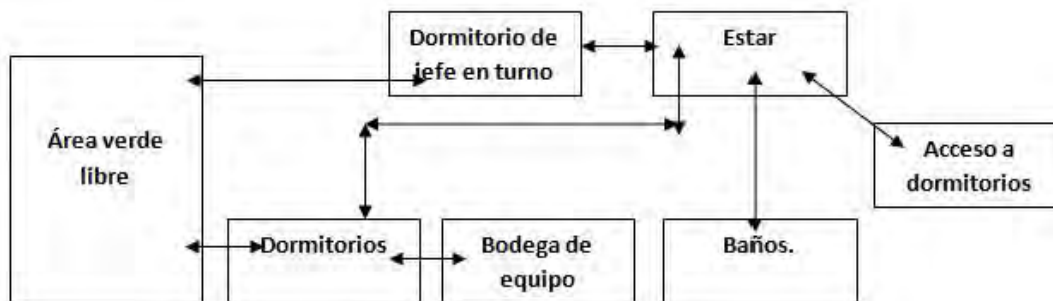 Dormitorio de
jefe en turno
Estar
Área verde
libre
Acceso a
dormitorios
Dormitorios
Bodega de
equipo
Baños.